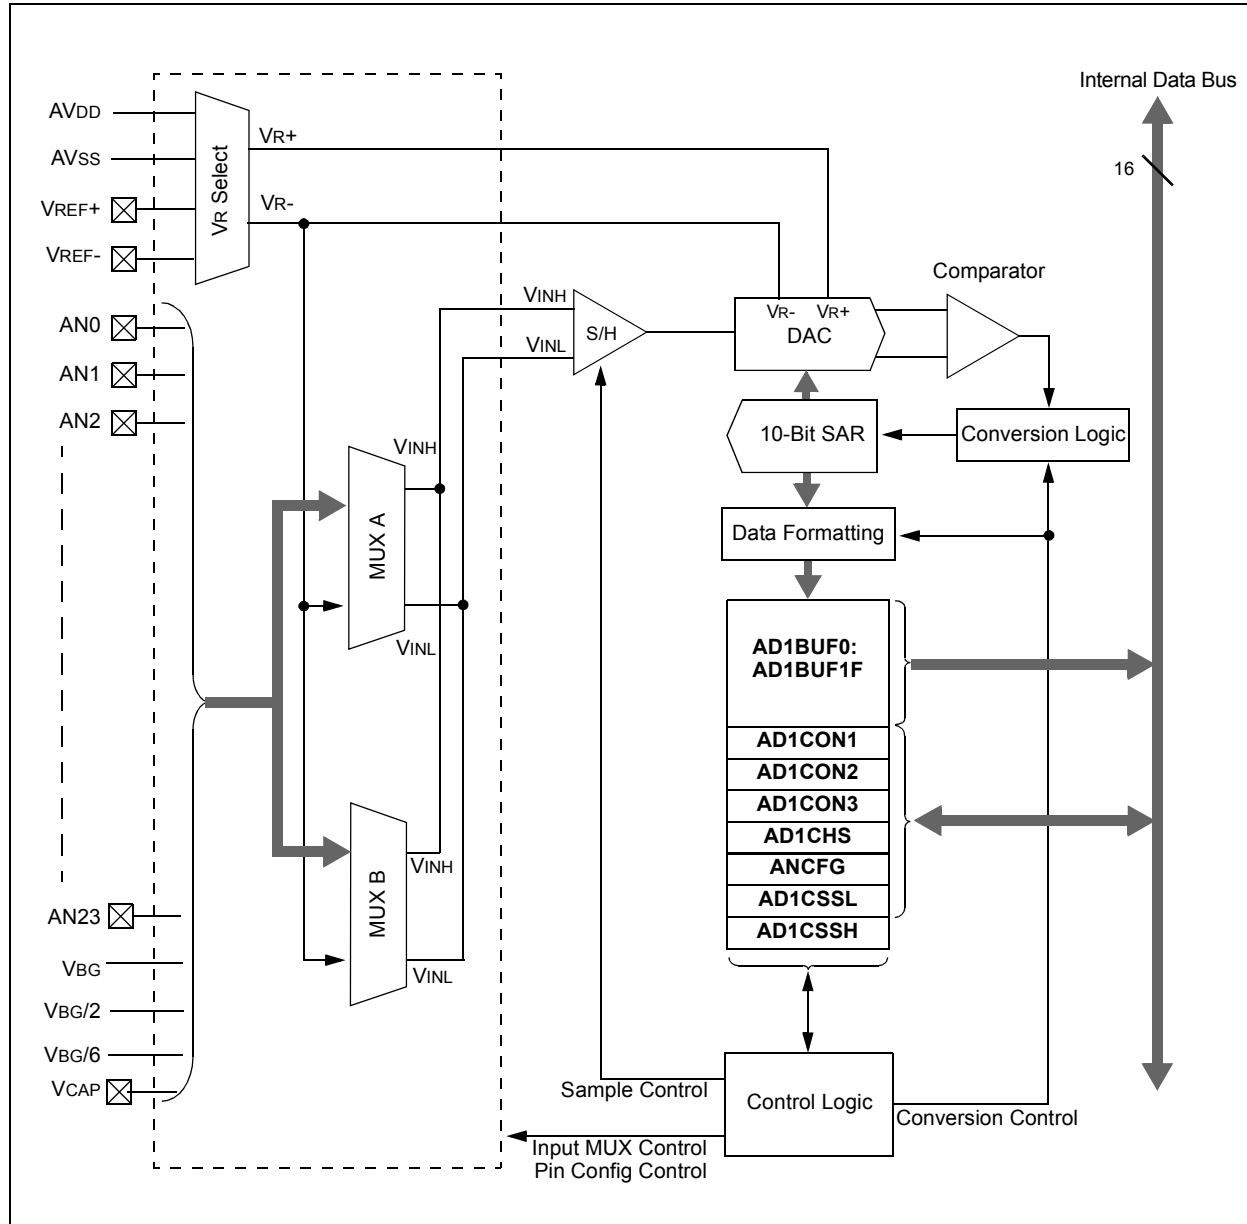 Internal Data Bus
16
AVDD
AVSS
VREF+
VREF-
VR Select
VR+
VR-
AN0
AN1
AN2
AN23
VBG
VBG/2
VBG/6
VCAP
MUX A
VINH
VINL
MUX B
VINH
VINL
VINH
VINL
S/H
VR- VR+
DAC
Comparator
10-Bit SAR
Conversion Logic
Data Formatting
AD1BUF0:
AD1BUF1F
AD1CON1
AD1CON2
AD1CON3
AD1CHS
ANCFG
AD1CSSL
AD1CSSH
Control Logic
Sample Control
Conversion Control
Input MUX Control
Pin Config Control